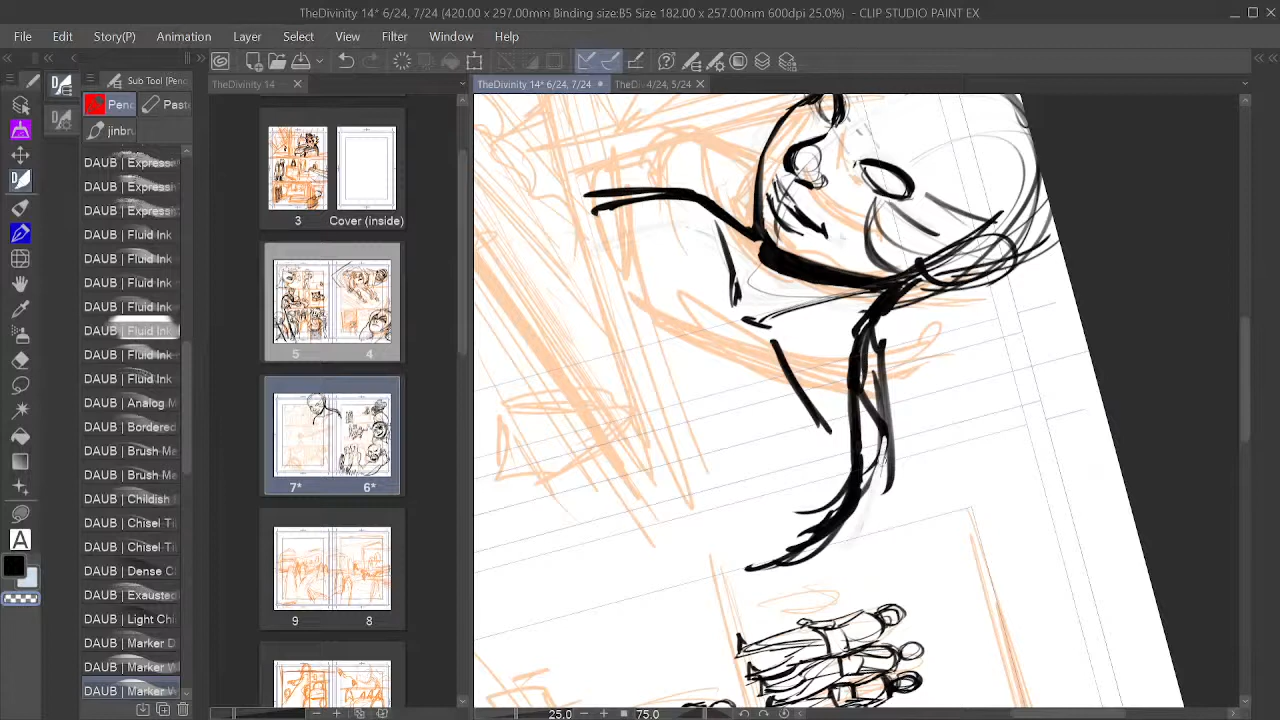 TheDivinity 14* 6/24, 7/24 (420.00 x 297.00mm Binding size:B5 Size 182.00 x 257.00mm 600dpi 25.0%) - CLIP STUDIO PAINT EX
File Edit Story(P) Animation Layer Select View Filter Window Help
Sub Tool [Penc
TheDivinity 14
TheDivinity 14* 6/24, 7/24
TheDi 4/24, 5/24
Penc
Paste
jinbru
DAUB | Express
DAUB | Express
DAUB | Express
DAUB | Fluid Ink
DAUB | Fluid Ink
DAUB | Fluid Ink
DAUB | Fluid Ink
DAUB | Fluid Ink
DAUB | Fluid Ink
DAUB | Fluid Ink
DAUB | Analog M
DAUB | Bordered
DAUB | Brush Me
DAUB | Brush Me
DAUB | Childish S
DAUB | Chisel-Ti
DAUB | Chisel-Ti
DAUB | Dense C
DAUB | Exausted
DAUB | Light Chi
DAUB | Marker D
DAUB | Marker W
DAUB | Marker W
A
3 Cover (inside)
5 4
7* 6*
9 8
25.0
75.0